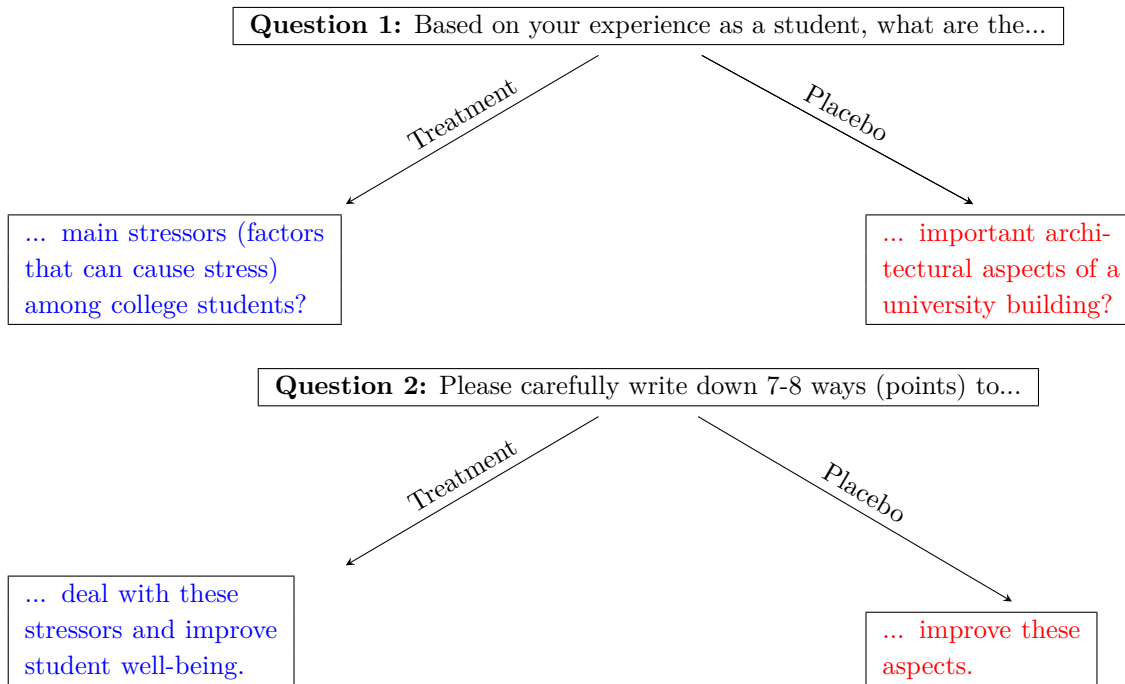 Question 1: Based on your experience as a student, what are the...
Treatment
Placebo
... main stressors (factors
that can cause stress)
among college students?
... important archi-
tectural aspects of a
university building?
Question 2: Please carefully write down 7-8 ways (points) to...
Treatment
Placebo
... deal with these
stressors and improve
student well-being.
... improve these
aspects.